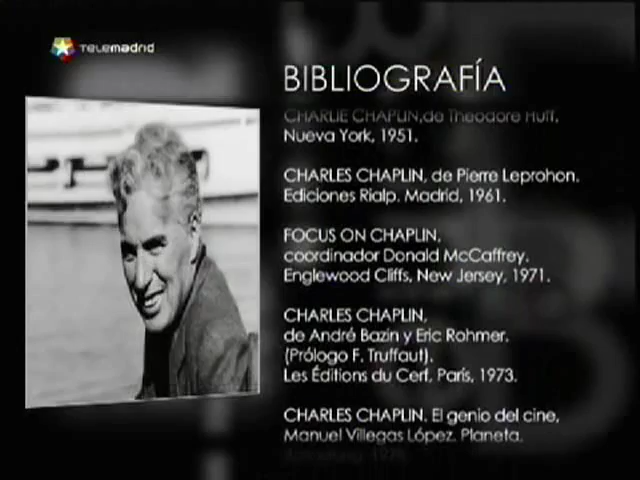 TELEMADRID
BIBLIOGRAFÍA
CHARLIE CHAPLIN,de Theodore Huff.
Nueva York, 1951.
CHARLES CHAPLIN, de Pierre Leprohon.
Ediciones Rialp. Madrid, 1961.
FOCUS ON CHAPLIN,
coordinador Donald McCaffrey.
Englewood Cliffs, New Jersey, 1971.
CHARLES CHAPLIN,
de André Bazin y Eric Rohmer.
(Prólogo F. Truffaut).
Les Éditions du Cerf, París, 1973.
CHARLES CHAPLIN. El genio del cine,
Manuel Villegas López. Planeta.